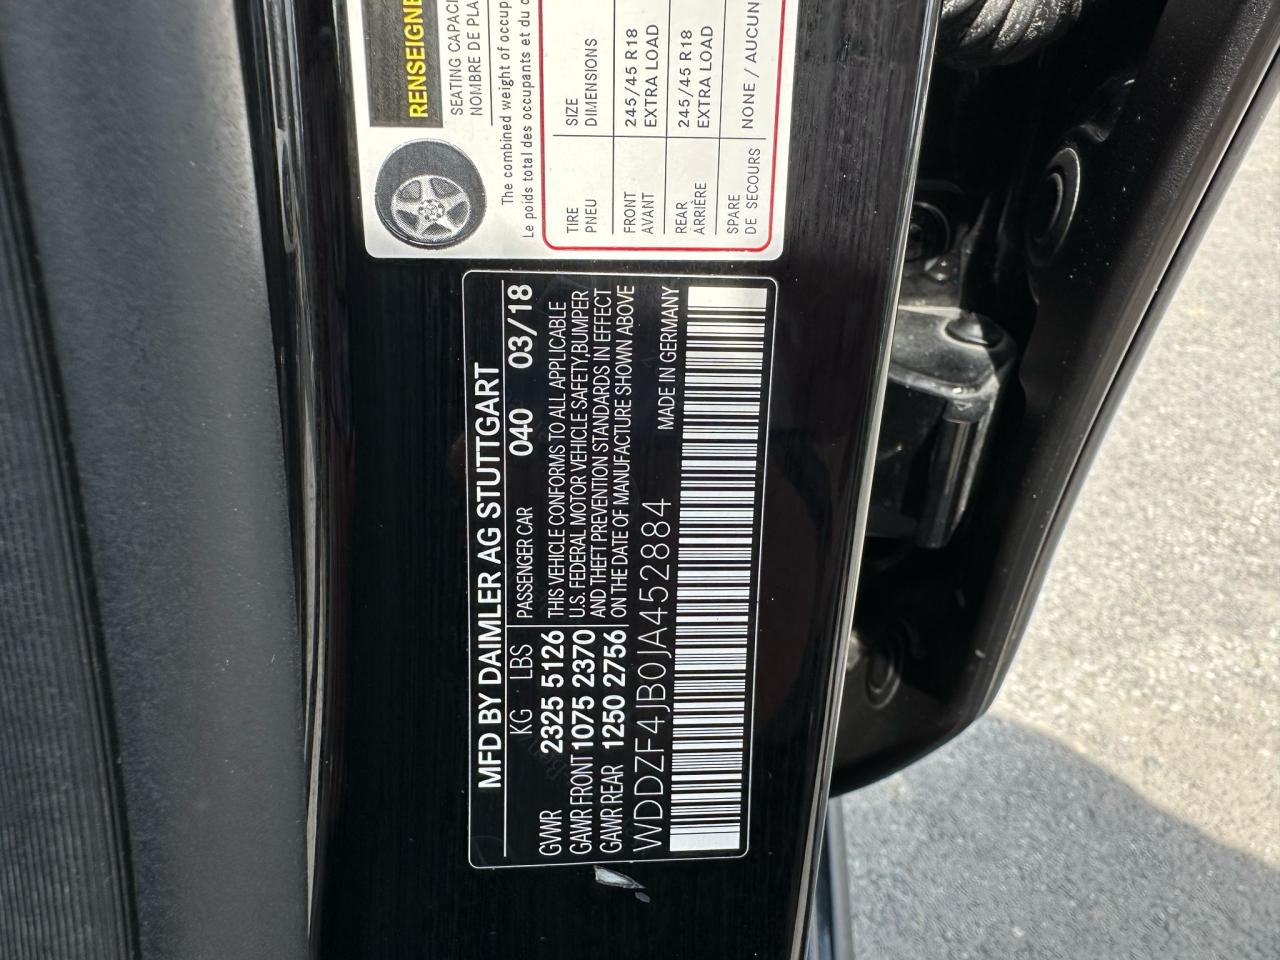 RENSEIGNE
SEATING CAPACI
NOMBRE DE PLA
The combined weight of occup
Le poids total des occupants et du c
TIRE SIZE
PNEU DIMENSIONS
FRONT 245/45 R18
AVANT EXTRA LOAD
REAR 245/45 R18
ARRIÈRE EXTRA LOAD
SPARE NONE / AUCUN
DE SECOURS
MFD BY DAIMLER AG STUTTGART
KG LBS PASSENGER CAR 040 03/18
GVWR 2325 5126 THIS VEHICLE CONFORMS TO ALL APPLICABLE
GAWR FRONT 1075 2370 U.S. FEDERAL MOTOR VEHICLE SAFETY,BUMPER
GAWR REAR 1250 2756 AND THEFT PREVENTION STANDARDS IN EFFECT
ON THE DATE OF MANUFACTURE SHOWN ABOVE
WDDZF4JB0JA452884 MADE IN GERMANY